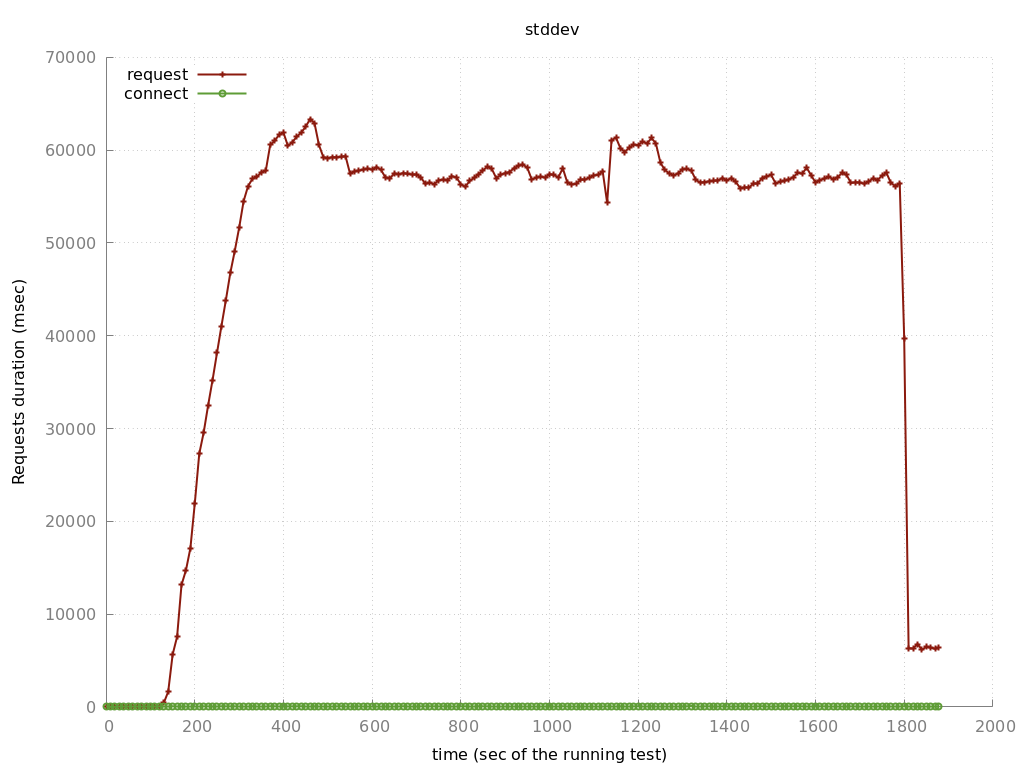 stddev
70000
request
connect
60000
50000
40000
30000
20000
10000
0
Requests duration (msec)
0 200 400 600 800 1000 1200 1400 1600 1800 2000
time (sec of the running test)